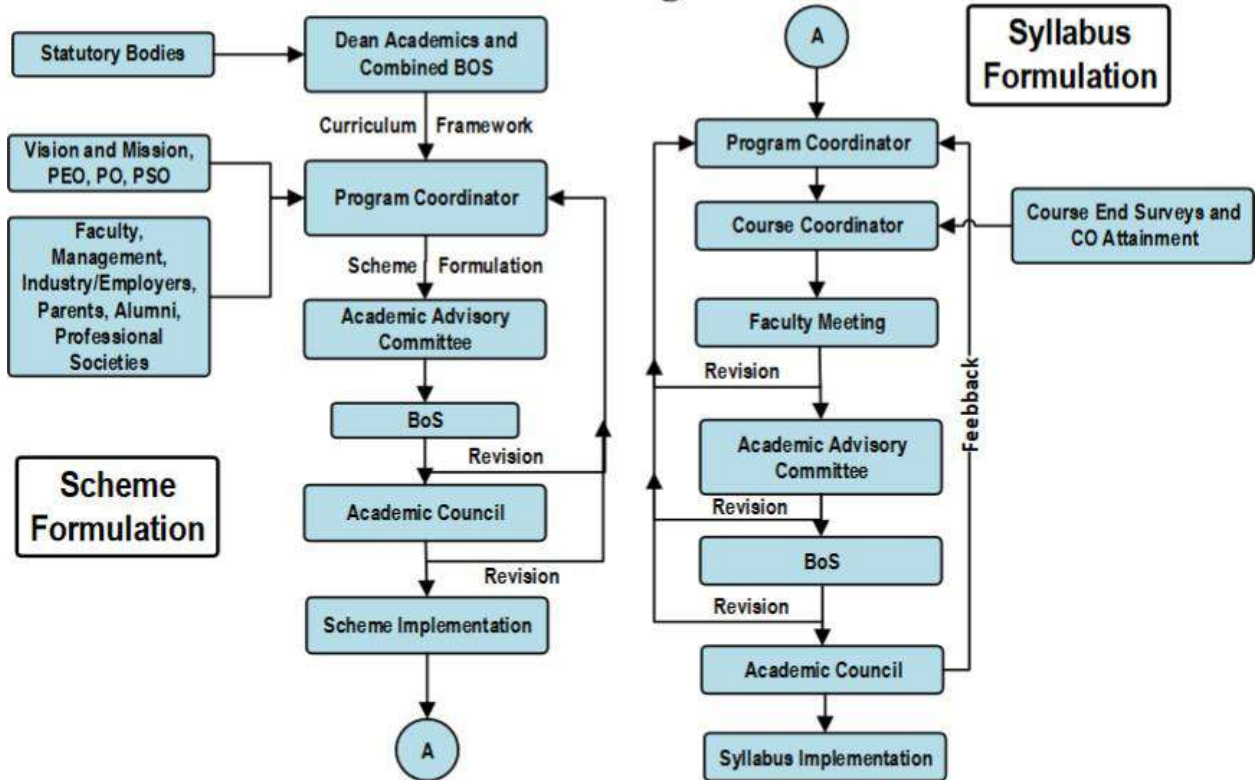 Statutory Bodies
Dean Academics and
Combined BOS
Curriculum Framework
Vision and Mission,
PEO, PO, PSO
Program Coordinator
Faculty,
Management,
Industry/Employers,
Parents, Alumni,
Professional
Societies
Scheme Formulation
Academic Advisory
Committee
BoS
Revision
Scheme
Formulation
Academic Council
Revision
Scheme Implementation
A
A
Syllabus
Formulation
Program Coordinator
Course Coordinator
Course End Surveys and
CO Attainment
Faculty Meeting
Revision
Feebback
Academic Advisory
Committee
Revision
BoS
Revision
Academic Council
Syllabus Implementation